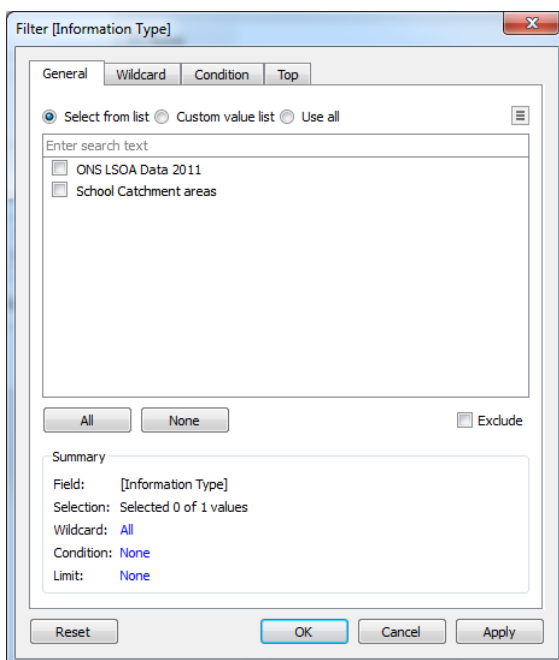 Filter [Information Type]
General Wildcard Condition Top
Select from list Custom value list Use all
Enter search text
ONS LSOA Data 2011
School Catchment areas
All None Exclude
Summary
Field: [Information Type]
Selection: Selected 0 of 1 values
Wildcard: All
Condition: None
Limit: None
Reset OK Cancel Apply